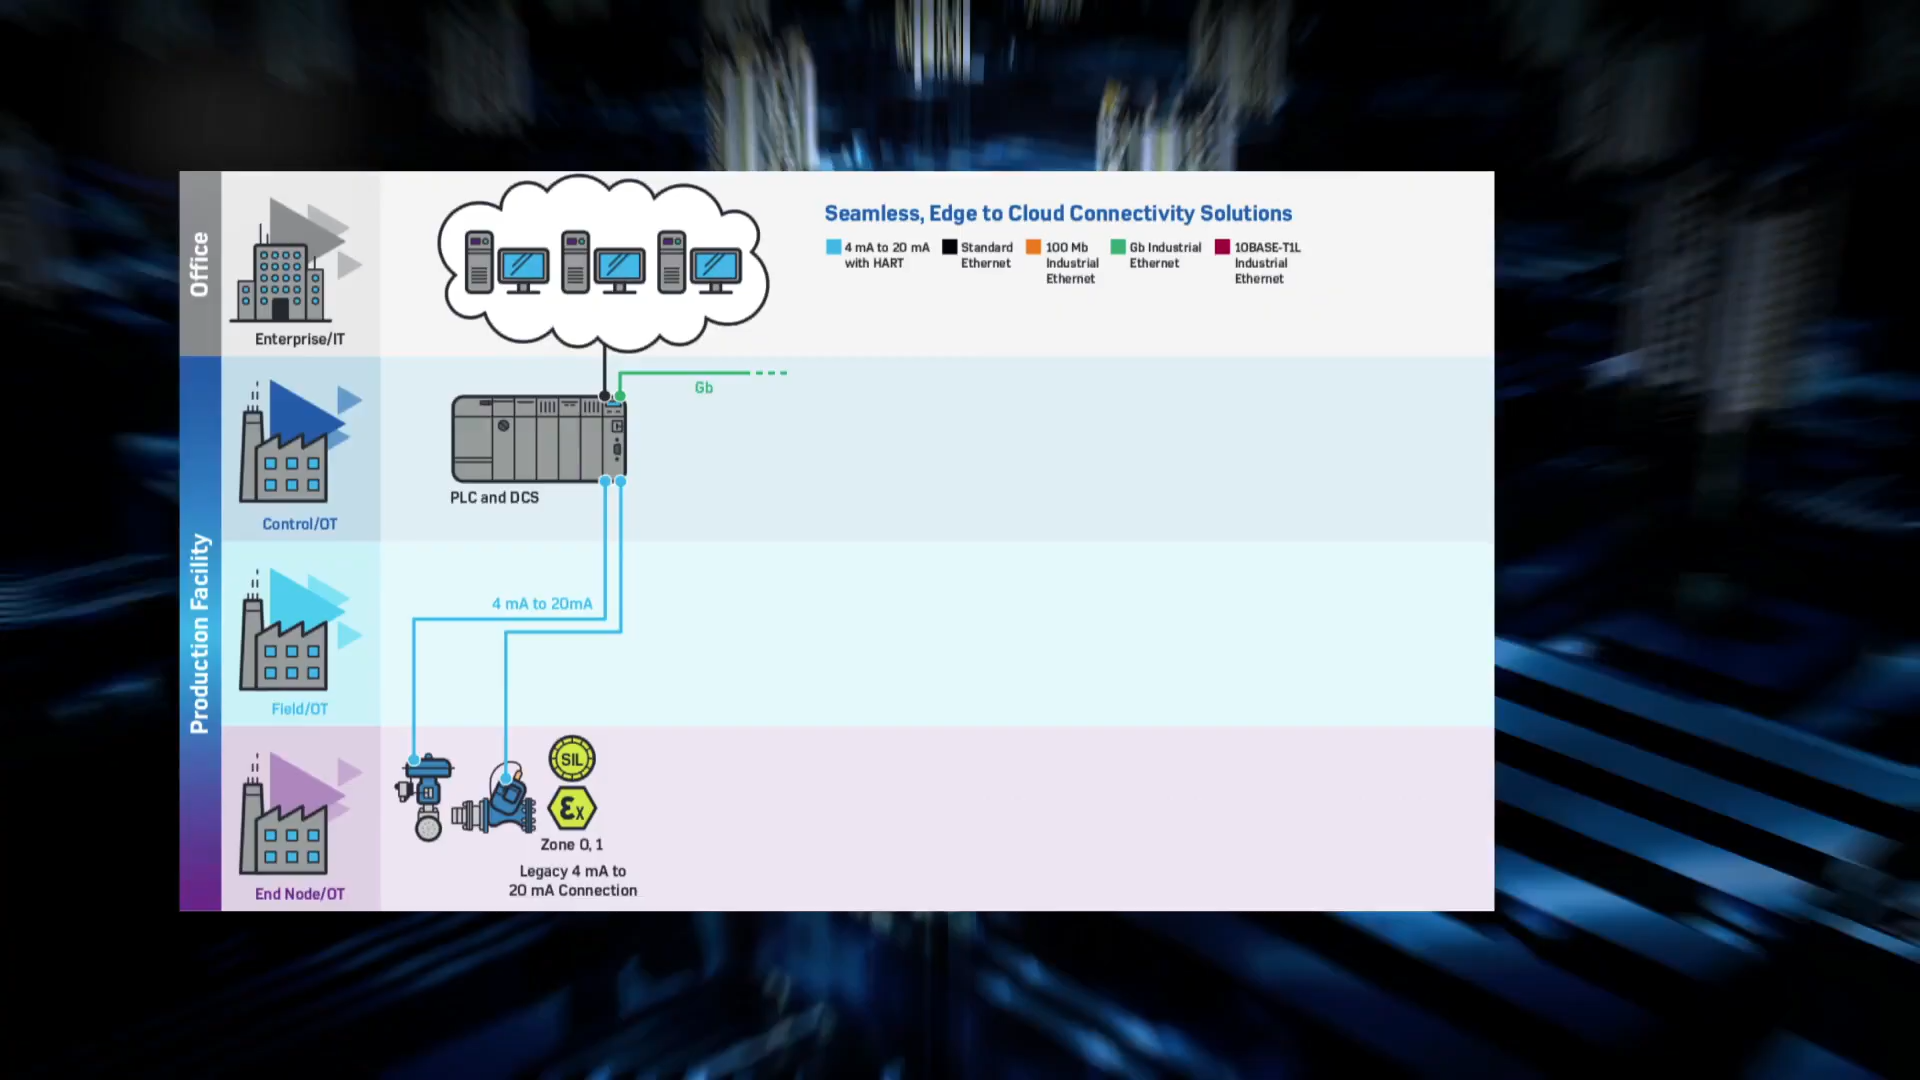 Office
Enterprise/IT
Seamless, Edge to Cloud Connectivity Solutions
4 mA to 20 mA
with HART
Standard
Ethernet
100 Mb
Industrial
Ethernet
Gb Industrial
Ethernet
10BASE-T1L
Industrial
Ethernet
Production Facility
Control/OT
Gb
PLC and DCS
Field/OT
4 mA to 20mA
End Node/OT
SIL
Ex
Zone 0, 1
Legacy 4 mA to
20 mA Connection